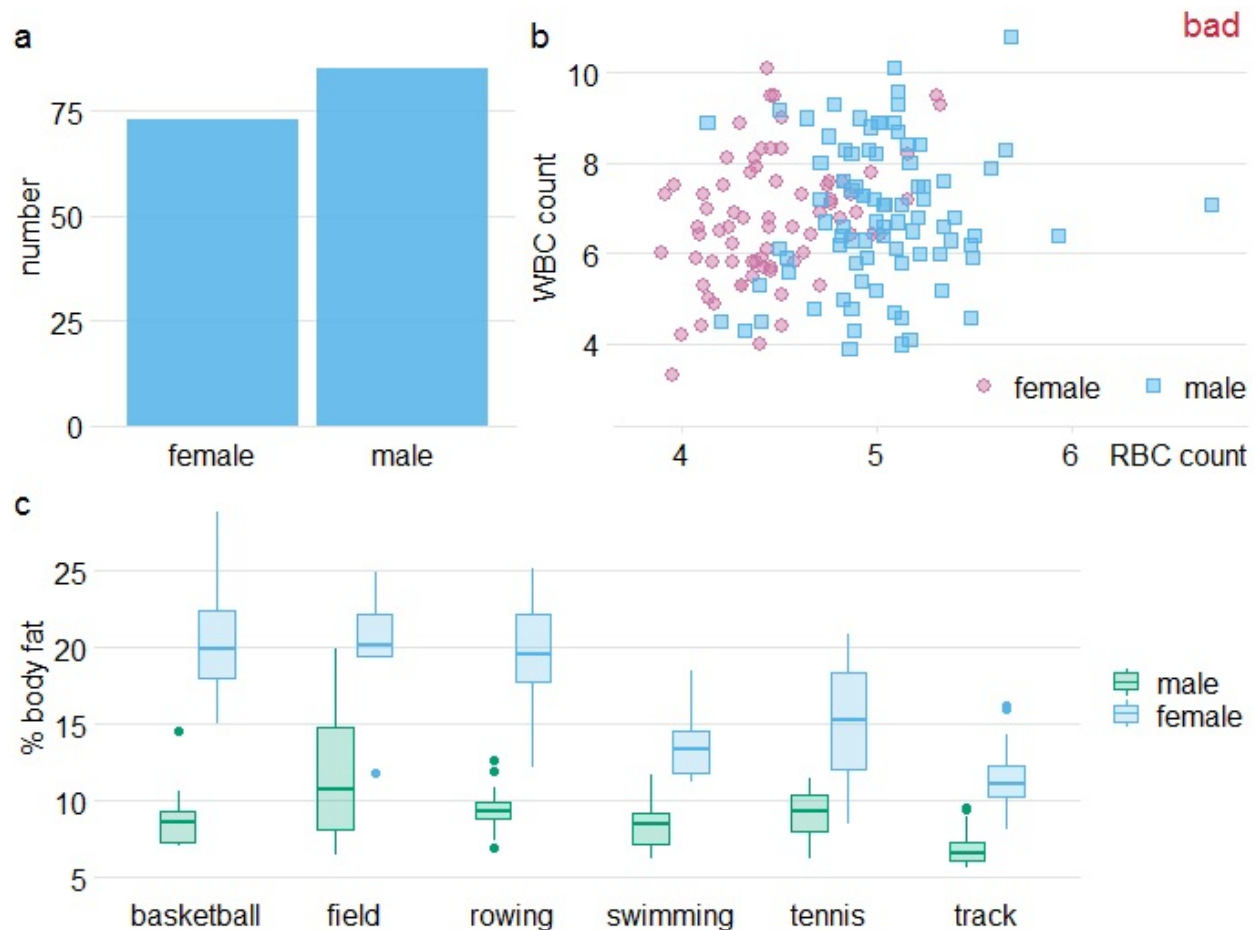 a
75
50
25
0
number
female male
b
bad
10
8
6
4
WBC count
female male
4 5 6 RBC count
c
25
20
15
10
5
% body fat
male
female
basketball field rowing swimming tennis track